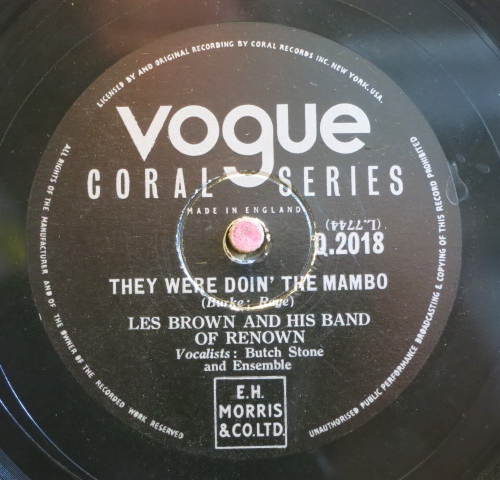 LICENSED BY AND ORIGINAL RECORDING BY CORAL RECORDS INC. NEW YORK, USA.
vogue
CORAL SERIES
MADE IN ENGLAND
(L.7744)
Q.2018
THEY WERE DOIN' THE MAMBO
(Burke: Raye)
LES BROWN AND HIS BAND
OF RENOWN
Vocalists: Butch Stone
and Ensemble
E.H.
MORRIS
& CO. LTD.
ALL RIGHTS OF THE MANUFACTURER AND OF THE OWNER OF THE RECORDED WORK RESERVED
UNAUTHORISED PUBLIC PERFORMANCE BROADCASTING & COPYING OF THIS RECORD PROHIBITED